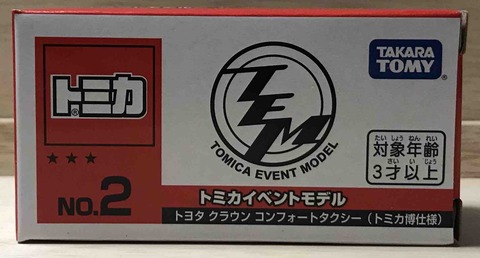 トミカ
®
★★★
NO.2
TEM
TOMICA EVENT MODEL
TAKARA
TOMY
たいしょうねんれい
対象年齢
さいいじょう
3才以上
トミカイベントモデル
トヨタ クラウン コンフォートタクシー（トミカ博仕様）